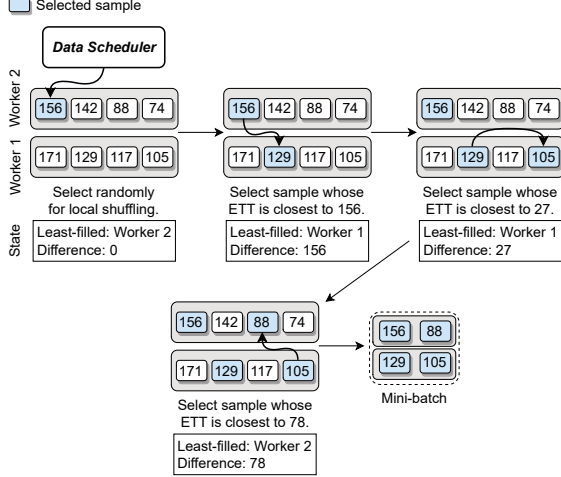 Selected sample
Data Scheduler
Worker 2
156 142 88 74
Worker 1
171 129 117 105
Select randomly
for local shuffling.
State
Least-filled: Worker 2
Difference: 0
156 142 88 74
171 129 117 105
Select sample whose
ETT is closest to 156.
Least-filled: Worker 1
Difference: 156
156 142 88 74
171 129 117 105
Select sample whose
ETT is closest to 27.
Least-filled: Worker 1
Difference: 27
156 142 88 74
171 129 117 105
Select sample whose
ETT is closest to 78.
Least-filled: Worker 2
Difference: 78
156 88
129 105
Mini-batch